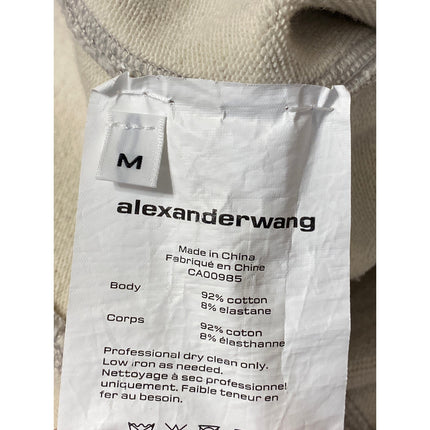 M
alexanderwang
Made in China
Fabriqué en Chine
CA00985
Body 92% cotton
8% elastane
Corps 92% coton
8% élasthanne
Professional dry clean only.
Low iron as needed.
Nettoyage à sec professionnel
uniquement. Faible teneur en
fer au besoin.